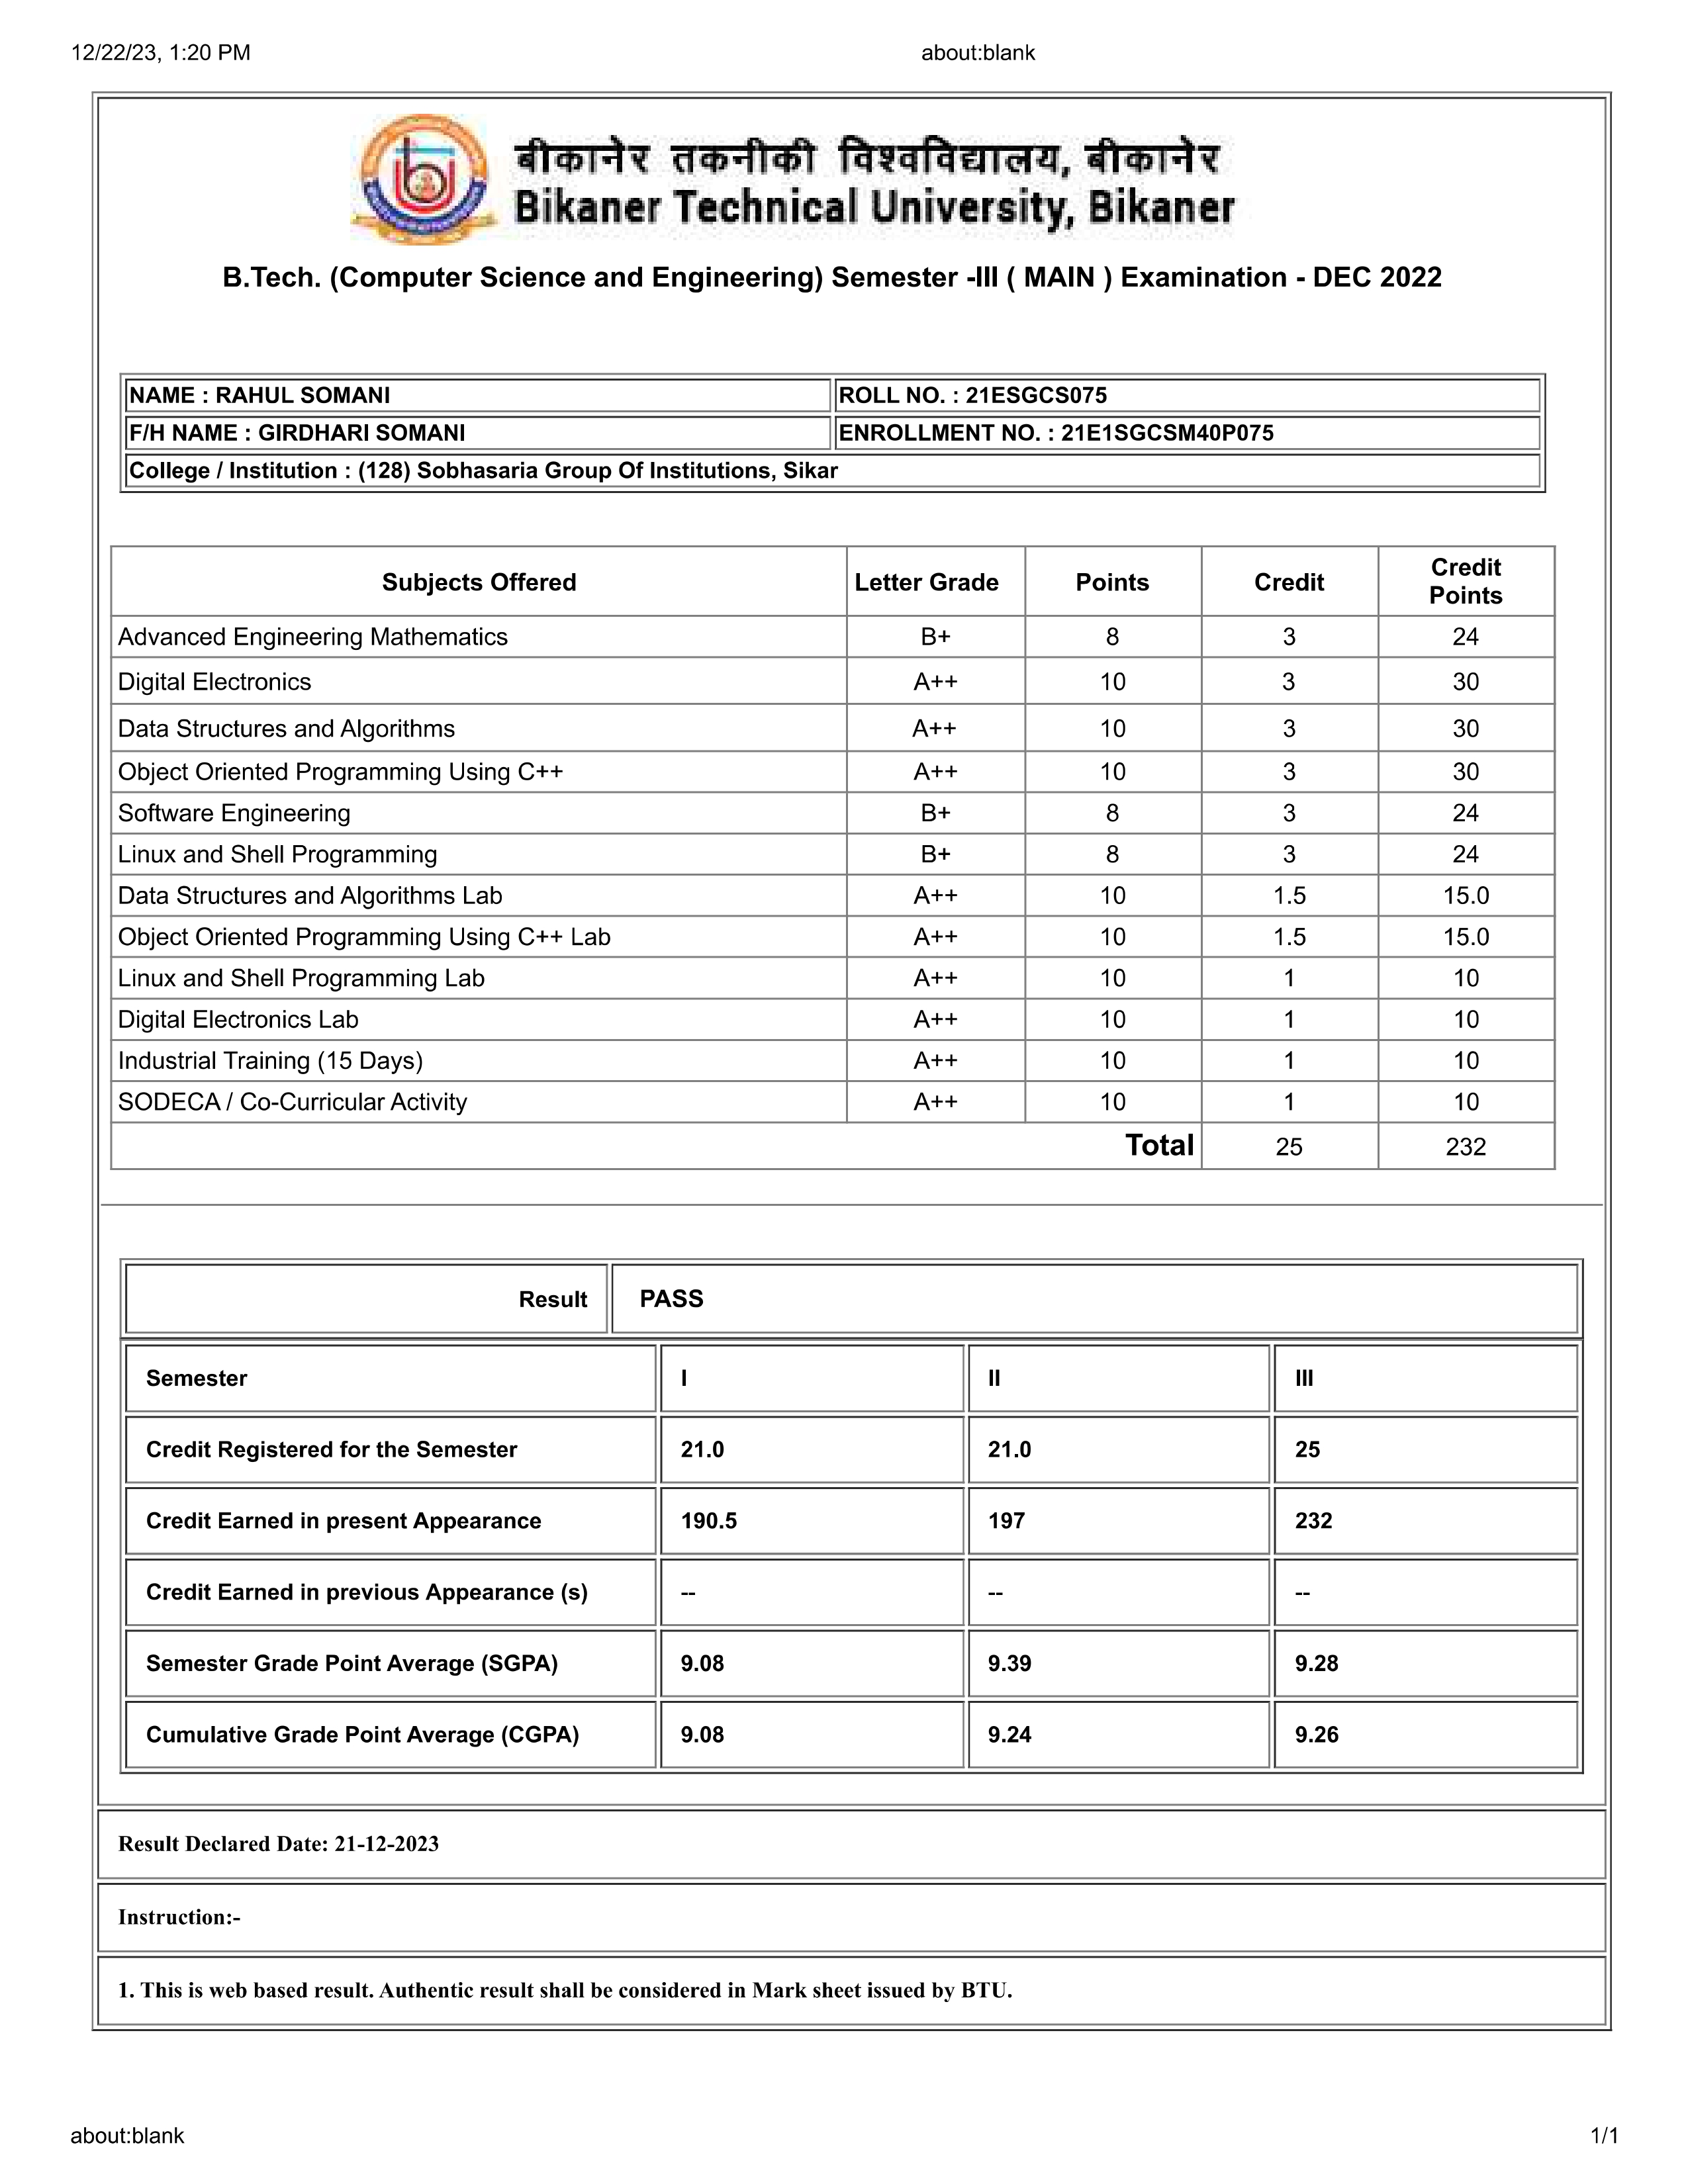 12/22/23, 1:20 PM about:blank
बीकानेर तकनीकी विश्वविद्यालय, बीकानेर
Bikaner Technical University, Bikaner
B.Tech. (Computer Science and Engineering) Semester -III ( MAIN ) Examination - DEC 2022
NAME : RAHUL SOMANI ROLL NO. : 21ESGCS075
F/H NAME : GIRDHARI SOMANI ENROLLMENT NO. : 21E1SGCSM40P075
College / Institution : (128) Sobhasaria Group Of Institutions, Sikar
Subjects Offered Letter Grade Points Credit Credit Points
Advanced Engineering Mathematics B+ 8 3 24
Digital Electronics A++ 10 3 30
Data Structures and Algorithms A++ 10 3 30
Object Oriented Programming Using C++ A++ 10 3 30
Software Engineering B+ 8 3 24
Linux and Shell Programming B+ 8 3 24
Data Structures and Algorithms Lab A++ 10 1.5 15.0
Object Oriented Programming Using C++ Lab A++ 10 1.5 15.0
Linux and Shell Programming Lab A++ 10 1 10
Digital Electronics Lab A++ 10 1 10
Industrial Training (15 Days) A++ 10 1 10
SODECA / Co-Curricular Activity A++ 10 1 10
Total 25 232
Result PASS
Semester I II III
Credit Registered for the Semester 21.0 21.0 25
Credit Earned in present Appearance 190.5 197 232
Credit Earned in previous Appearance (s) -- -- --
Semester Grade Point Average (SGPA) 9.08 9.39 9.28
Cumulative Grade Point Average (CGPA) 9.08 9.24 9.26
Result Declared Date: 21-12-2023
Instruction:-
1. This is web based result. Authentic result shall be considered in Mark sheet issued by BTU.
about:blank 1/1